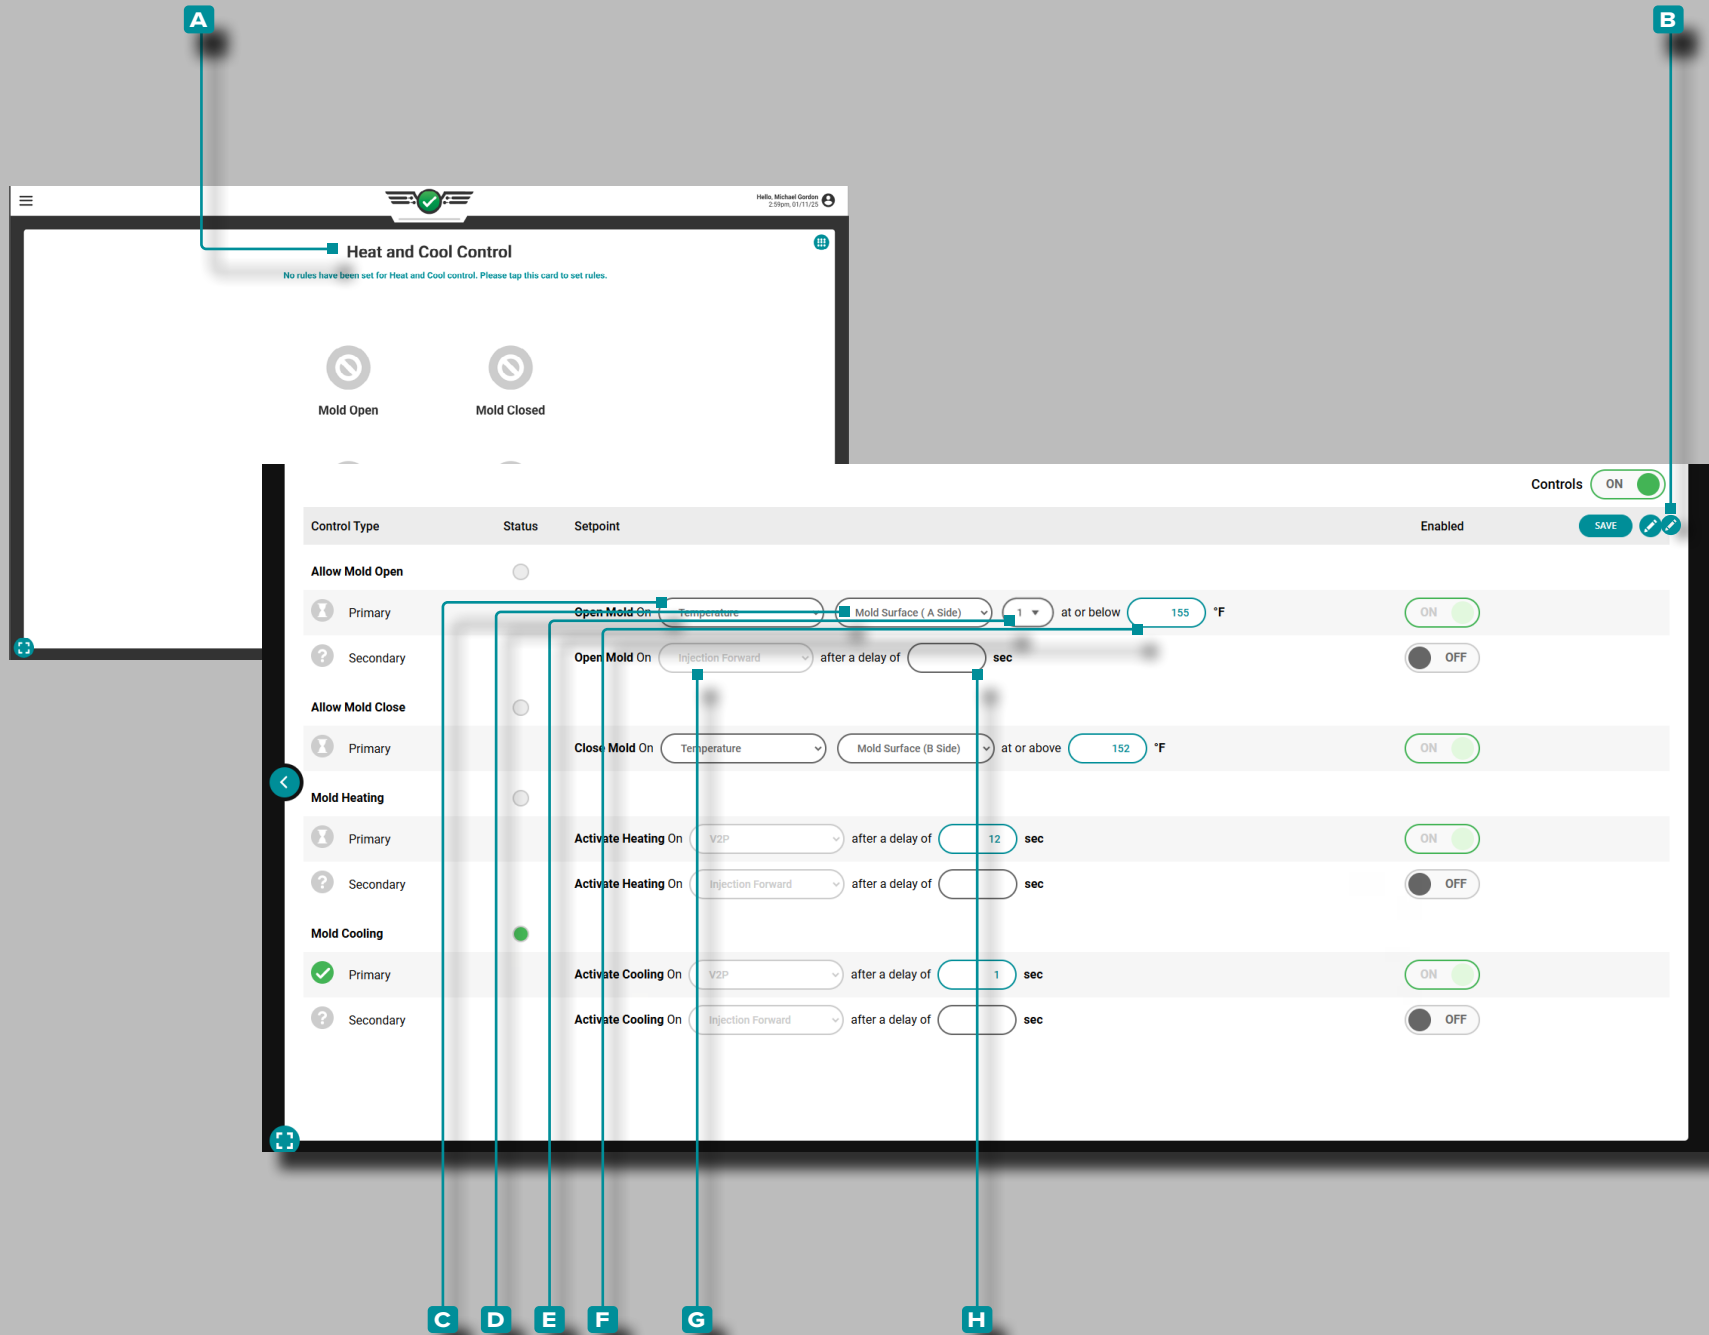 A
B
Hello, Michael Gordon
2:59pm, 01/11/25
Heat and Cool Control
No rules have been set for Heat and Cool control. Please tap this card to set rules.
Mold Open
Mold Closed
Controls ON
Control Type Status Setpoint Enabled SAVE
Allow Mold Open
Primary Open Mold On Temperature Mold Surface ( A Side) 1 at or below 155 °F ON
Secondary Open Mold On Injection Forward after a delay of sec OFF
Allow Mold Close
Primary Close Mold On Temperature Mold Surface (B Side) at or above 152 °F ON
Mold Heating
Primary Activate Heating On V2P after a delay of 12 sec ON
Secondary Activate Heating On Injection Forward after a delay of sec OFF
Mold Cooling
Primary Activate Cooling On V2P after a delay of 1 sec ON
Secondary Activate Cooling On Injection Forward after a delay of sec OFF
C D E F G H